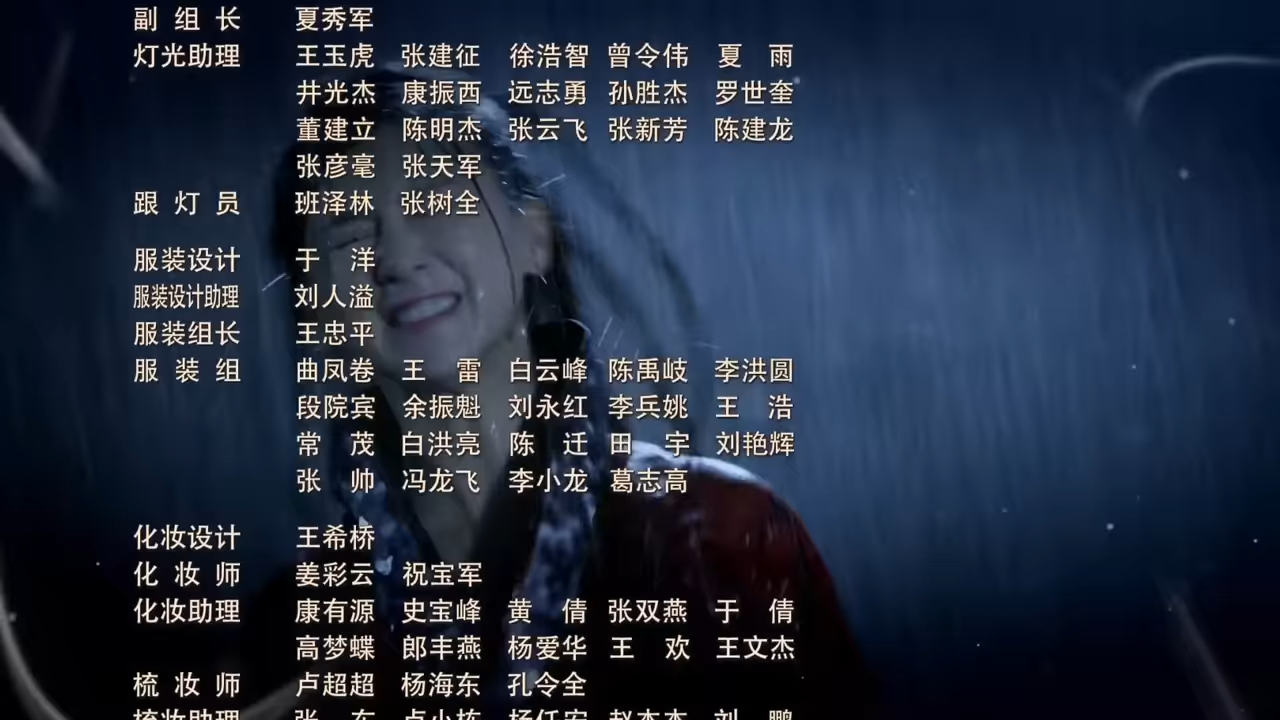 副组长 夏秀军
灯光助理 王玉虎 张建征 徐浩智 曾令伟 夏雨
井光杰 康振西 远志勇 孙胜杰 罗世奎
董建立 陈明杰 张云飞 张新芳 陈建龙
张彦毫 张天军
跟灯员 班泽林 张树全
服装设计 于洋
服装设计助理 刘人溢
服装组长 王忠平
服装组 曲凤卷 王雷 白云峰 陈禹岐 李洪圆
段院宾 余振魁 刘永红 李兵姚 王浩
常茂 白洪亮 陈迁 田宇 刘艳辉
张帅 冯龙飞 李小龙 葛志高
化妆设计 王希桥
化妆师 姜彩云 祝宝军
化妆助理 康有源 史宝峰 黄倩 张双燕 于倩
高梦蝶 郎丰燕 杨爱华 王欢 王文杰
梳妆师 卢超超 杨海东 孔令全
梳妆助理 张东